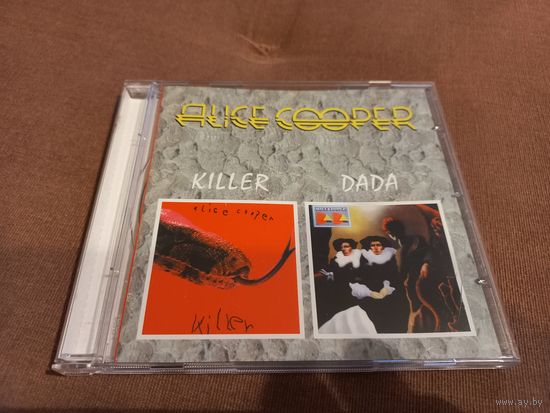 ALICE COOPER
KILLER DADA
alice cooper
killer
www.ay.by